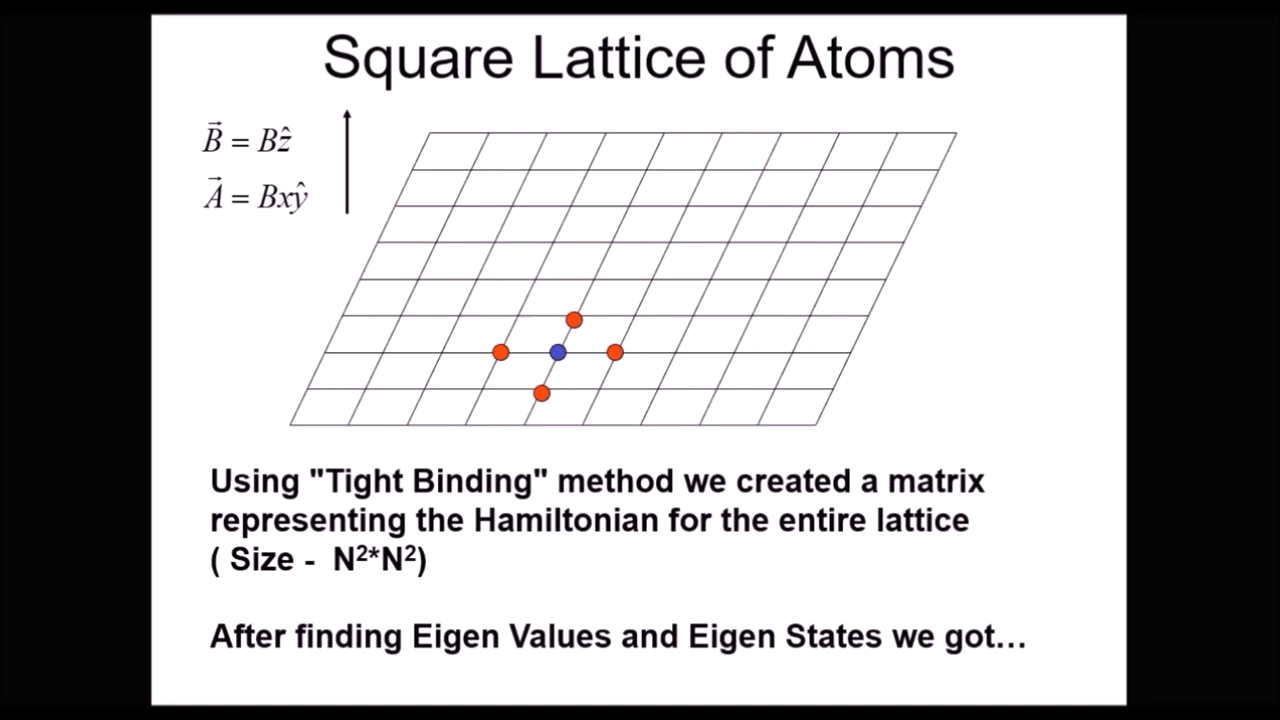 Square Lattice of Atoms
B⃗ = Bẑ
A⃗ = Bxŷ
Using "Tight Binding" method we created a matrix
representing the Hamiltonian for the entire lattice
( Size -  N²*N²)
After finding Eigen Values and Eigen States we got...